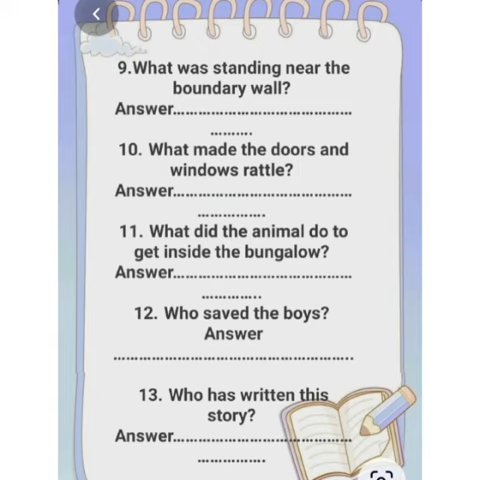 9.What was standing near the
boundary wall?
Answer.......................................
..........
10. What made the doors and
windows rattle?
Answer.......................................
................
11. What did the animal do to
get inside the bungalow?
Answer.......................................
..............
12. Who saved the boys?
Answer
........................................................
13. Who has written this
story?
Answer.......................................
................